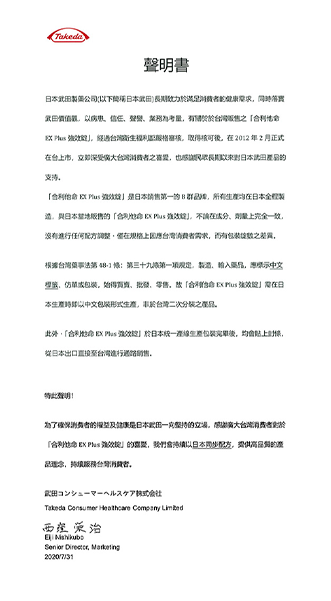 Takeda
聲明書
日本武田製藥公司(以下簡稱日本武田)長期致力於滿足消費者的健康需求，同時落實
武田價值觀，以病患、信任、聲譽、業務為考量，有關於於台灣販售之「合利他命
EX Plus 強效錠」，經過台灣衛生福利部嚴格審核，取得核可後，在 2012 年 2 月正式
在台上市，立即深受廣大台灣消費者之喜愛，也感謝民眾長期以來對日本武田產品的
支持。
「合利他命 EX Plus 強效錠」是日本銷售第一的 B 群品牌，所有生產均在日本全程製
造，與日本當地販售的「合利他命 EX Plus 強效錠」，不論在成分、劑量上完全一致，
沒有進行任何配方調整，僅在規格上因應台灣消費者需求，而有包裝錠數之差異。
根據台灣藥事法第 48-1 條：第三十九條第一項規定，製造、輸入藥品，應標示中文
標籤、仿單或包裝，始得買賣、批發、零售。故「合利他命 EX Plus 強效錠」需在日
本生產時即以中文包裝形式生產，非於台灣二次分裝之產品。
此外，「合利他命 EX Plus 強效錠」於日本統一產線生產包裝完畢後，均會貼上封條，
從日本出口直接至台灣進行通路銷售。
特此聲明！
為了確保消費者的權益及健康是日本武田一向堅持的立場，感謝廣大台灣消費者對於
「合利他命 EX Plus 強效錠」的喜愛，我們會持續以日本同步配方，提供高品質的產
品理念，持續服務台灣消費者。
武田コンシューマーヘルスケア株式会社
Takeda Consumer Healthcare Company Limited
西窪 栄治
Eiji Nishikubo
Senior Director, Marketing
2020/7/31